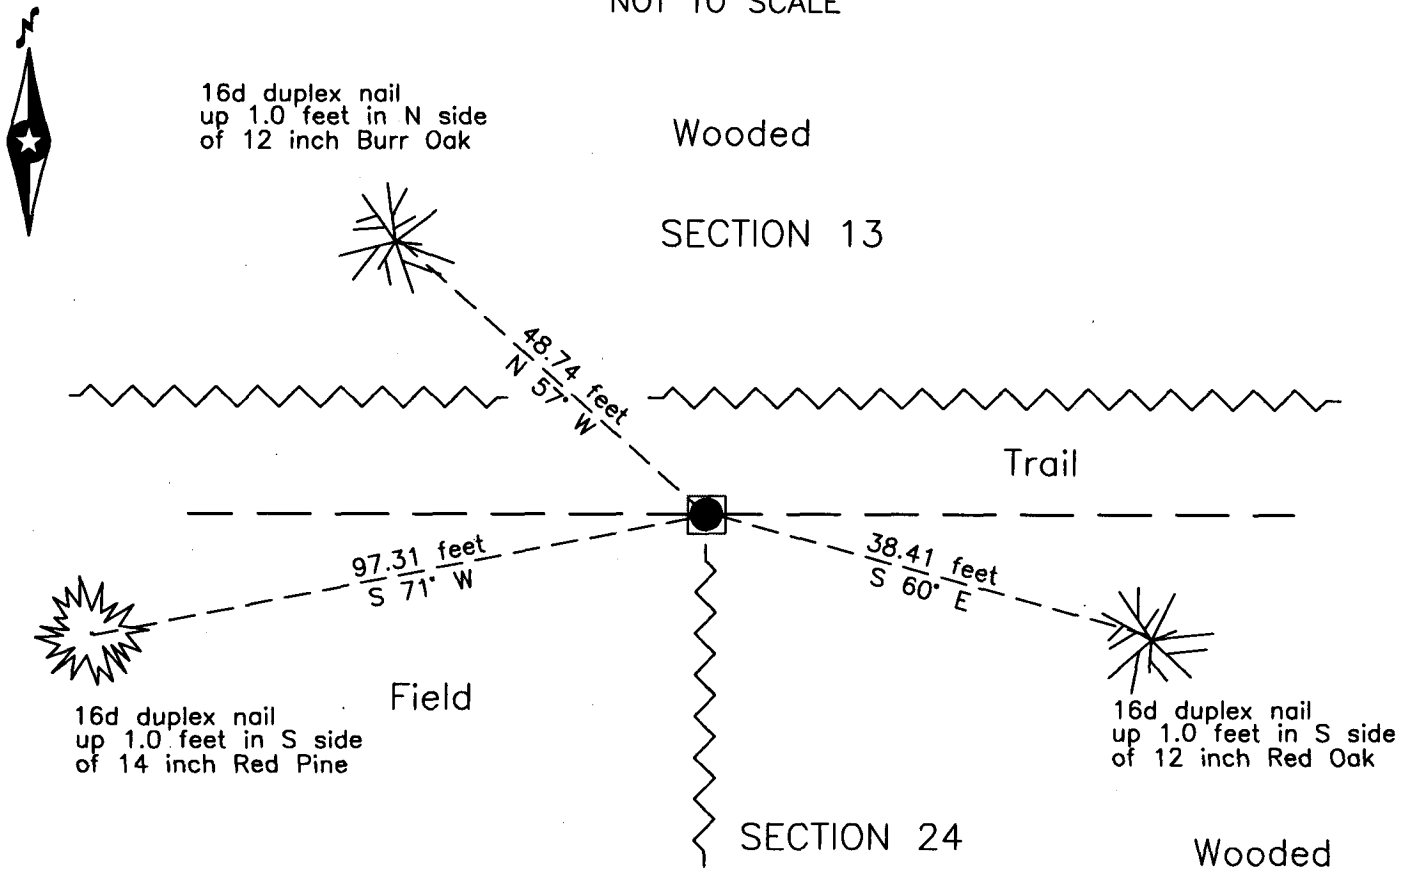 NOT TO SCALE
N
16d duplex nail
up 1.0 feet in N side
of 12 inch Burr Oak
Wooded
SECTION 13
48.74 feet
N 57° W
Trail
97.31 feet
S 71° W
38.41 feet
S 60° E
Field
16d duplex nail
up 1.0 feet in S side
of 14 inch Red Pine
16d duplex nail
up 1.0 feet in S side
of 12 inch Red Oak
SECTION 24
Wooded